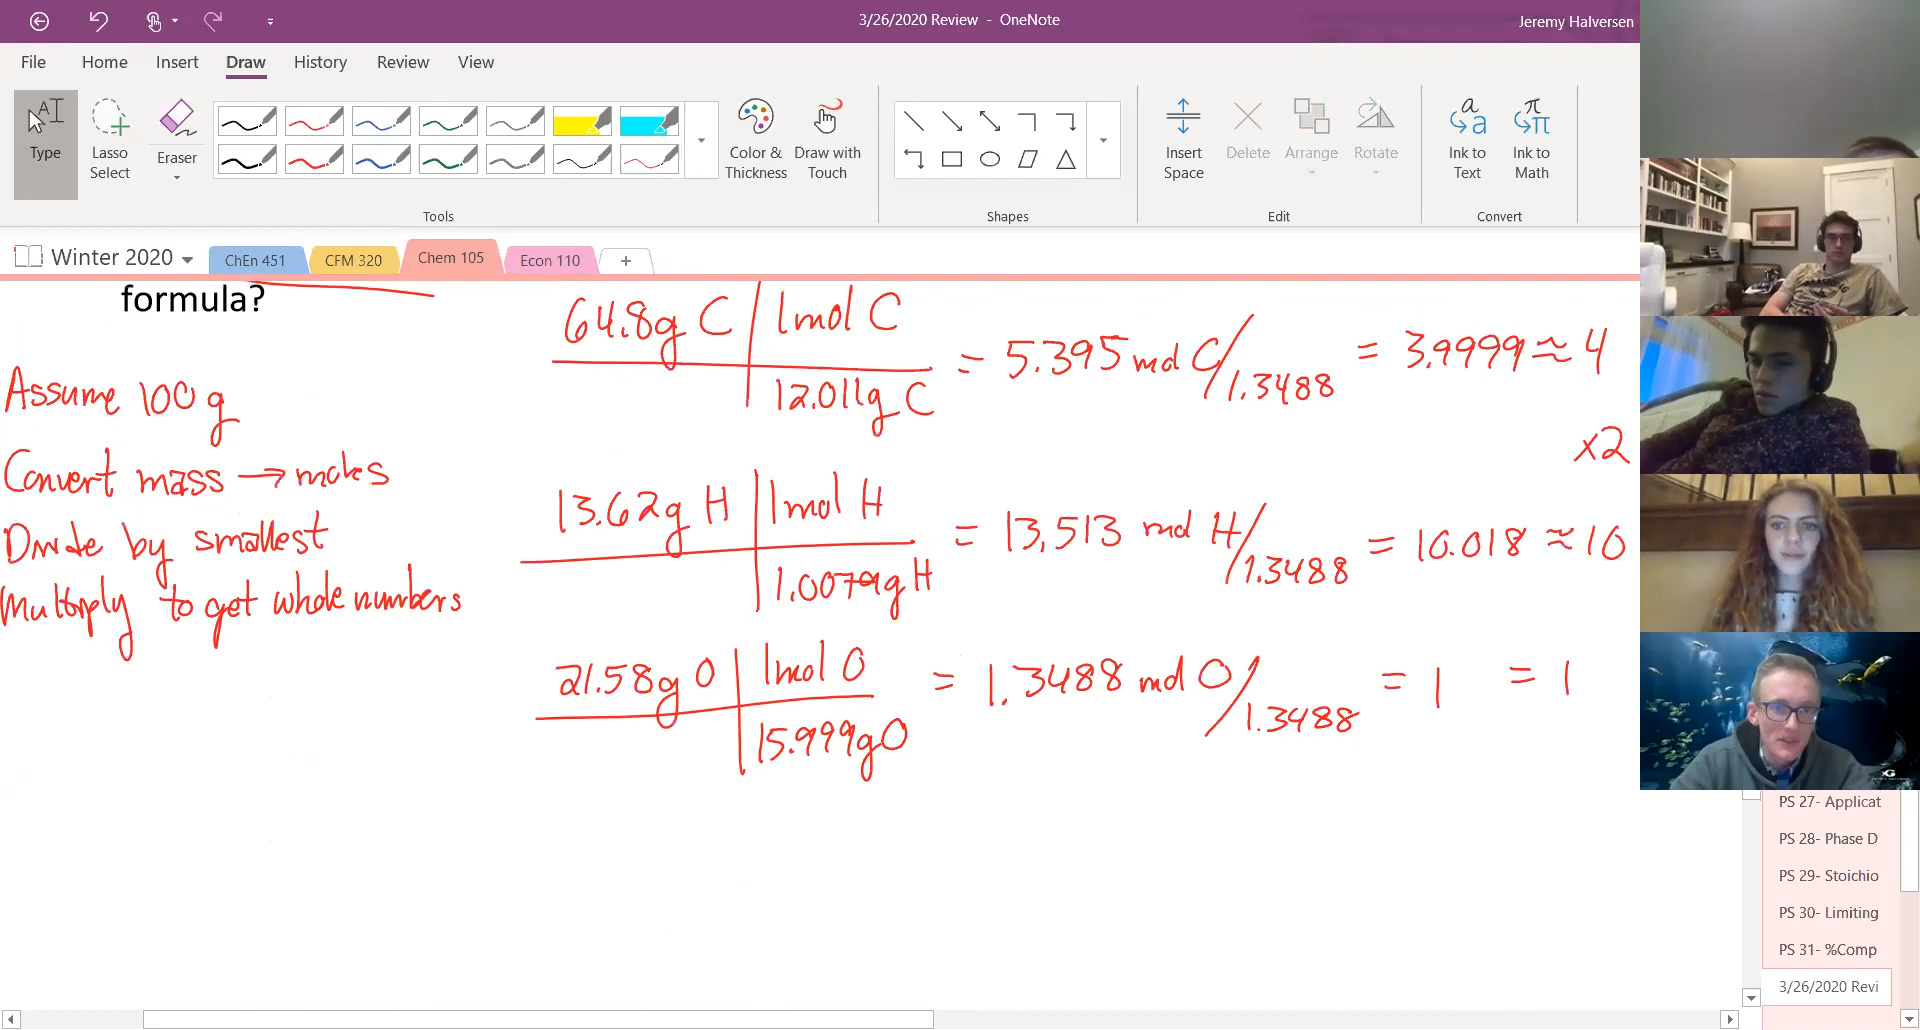 3/26/2020 Review - OneNote
Jeremy Halversen
File Home Insert Draw History Review View
Type
Lasso Select
Eraser
Color & Thickness
Draw with Touch
Insert Space
Delete
Arrange
Rotate
Ink to Text
Ink to Math
Tools
Shapes
Edit
Convert
Winter 2020 ChEn 451 CFM 320 Chem 105 Econ 110 +
formula?
64.8g C 1mol C
12.011g C
= 5.395 mol C/1.3488 = 3.9999 ≈ 4
Assume 100 g
x2
Convert mass → moles
13.62g H 1mol H
1.0079g H
= 13.513 mol H/1.3488 = 10.018 ≈ 10
Divide by smallest
Multiply to get whole numbers
21.58g O 1mol O
15.999g O
= 1.3488 mol O/1.3488 = 1 = 1
PS 27- Applicat
PS 28- Phase D
PS 29- Stoichio
PS 30- Limiting
PS 31- %Comp
3/26/2020 Revi